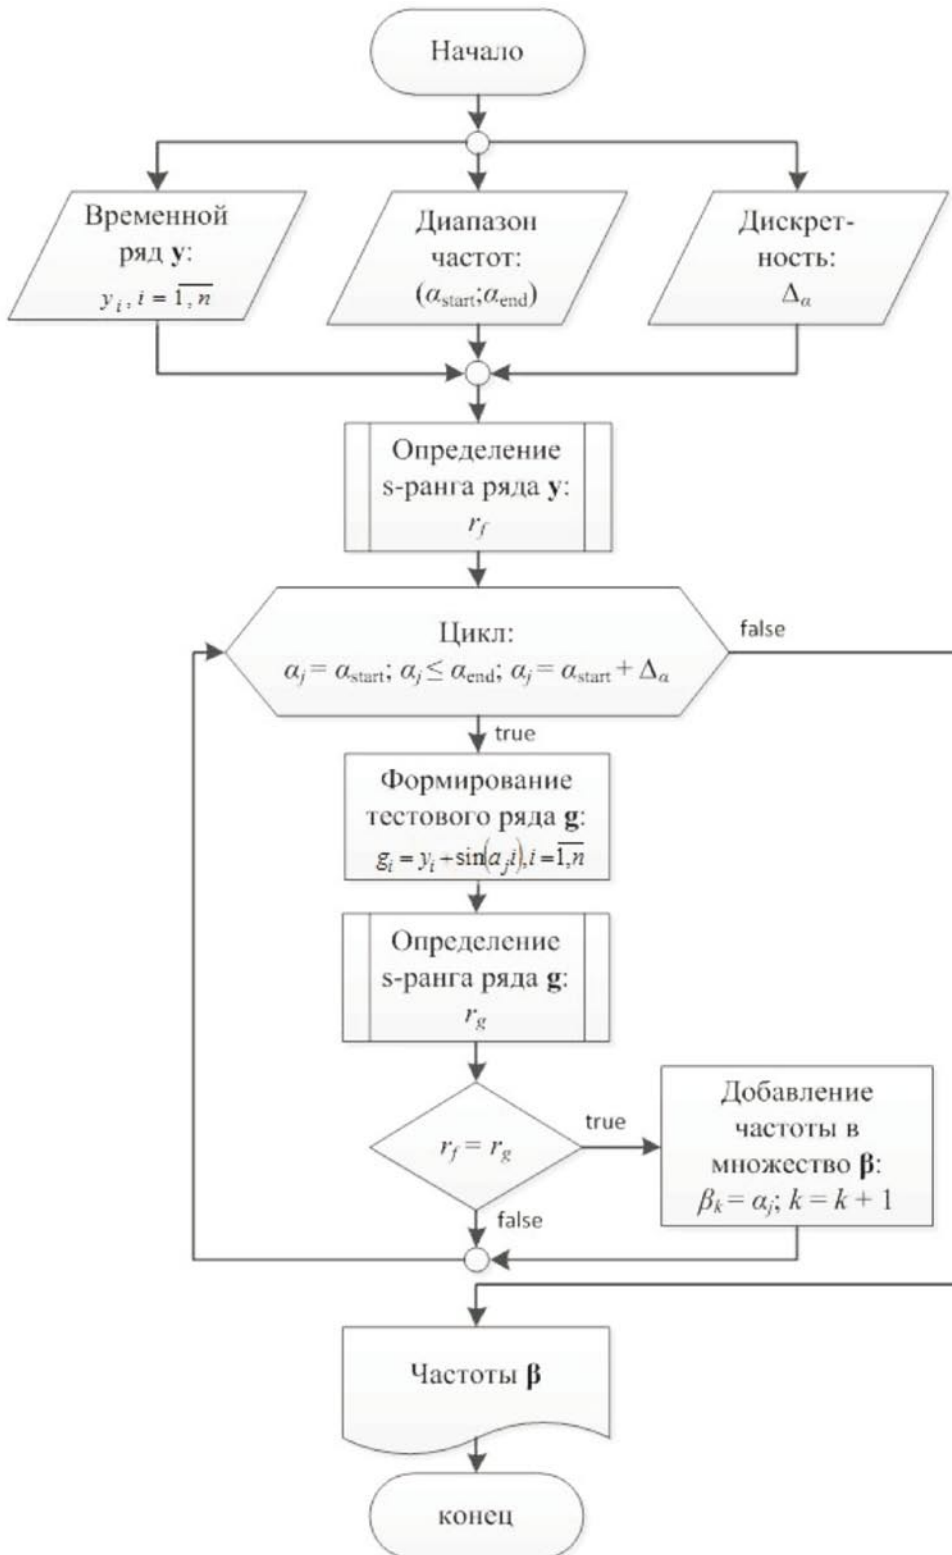 Начало
Временной
ряд y:
y_i, i = \overline{1, n}
Диапазон
частот:
(α_start;α_end)
Дискрет-
ность:
Δ_α
Определение
s-ранга ряда y:
r_f
Цикл:
α_j = α_start; α_j ≤ α_end; α_j = α_start + Δ_α
false
true
Формирование
тестового ряда g:
g_i = y_i + sin(α_j i), i = \overline{1,n}
Определение
s-ранга ряда g:
r_g
r_f = r_g
true
false
Добавление
частоты в
множество β:
β_k = α_j; k = k + 1
Частоты β
конец